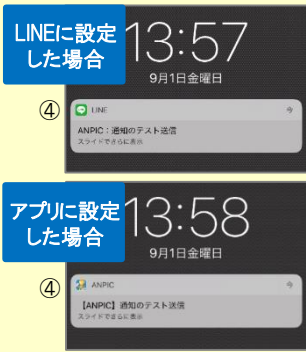 LINEに設定
した場合
13:57
9月1日金曜日
④
LINE
今
ANPIC：通知のテスト送信
スライドでさらに表示
アプリに設定
した場合
13:58
9月1日金曜日
④
ANPIC
今
【ANPIC】通知のテスト送信
スライドでさらに表示